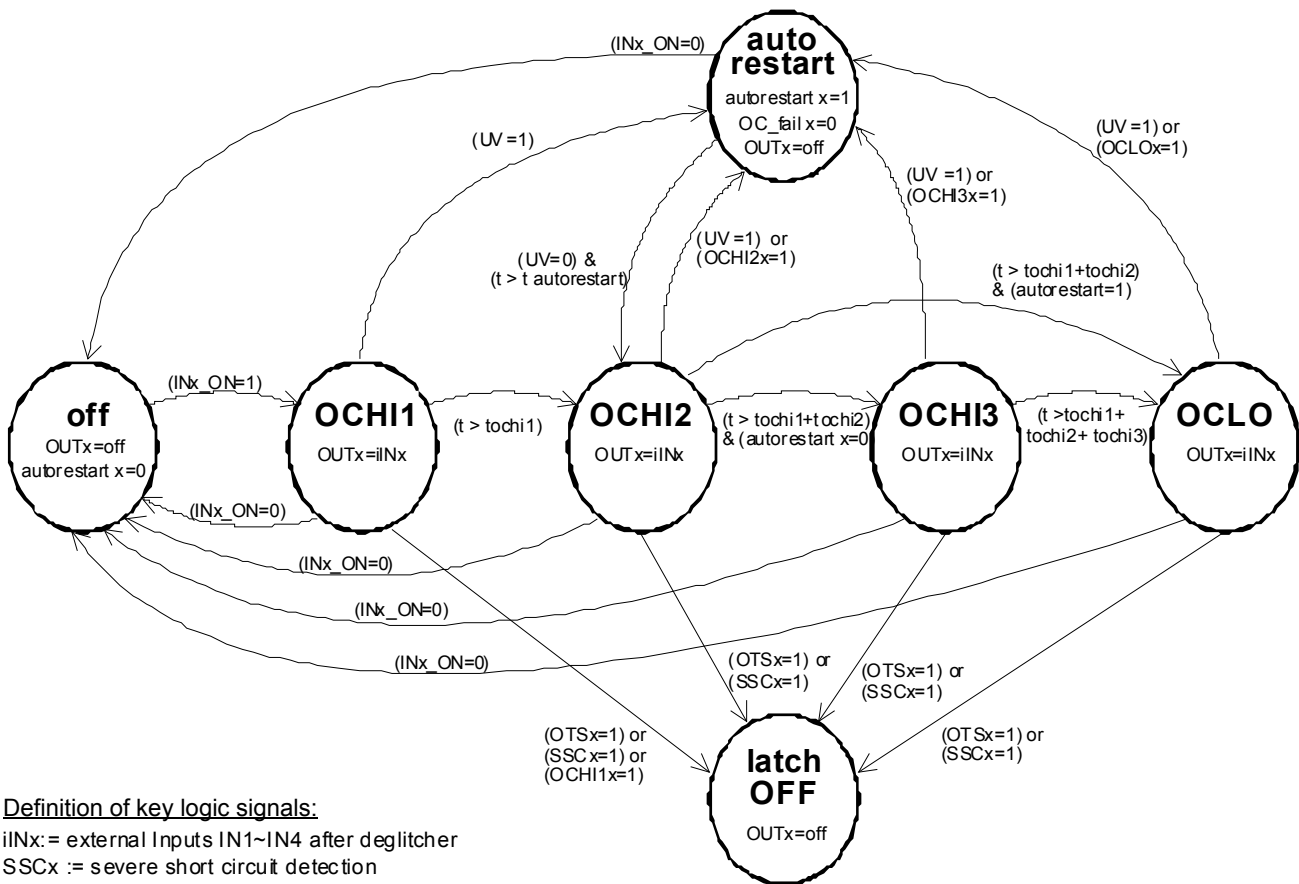 (INx_ON=0)
auto
restart
autorestart x=1
OC_fail x=0
OUTx=off
(UV =1)
(UV =1) or
(OCLOx=1)
(UV =1) or
(OCHI3x=1)
(UV =1) or
(OCHI2x=1)
(UV=0) &
(t > t autorestart)
(t > tochi1+tochi2)
& (autorestart=1)
off
OUTx=off
autorestart x=0
(INx_ON=1)
OCHI1
OUTx=iINx
(t > tochi1)
OCHI2
OUTx=iINx
(t > tochi1+tochi2)
& (autorestart x=0
OCHI3
OUTx=iINx
(t >tochi1+
tochi2+ tochi3)
OCLO
OUTx=iINx
(INx_ON=0)
(INx_ON=0)
(INx_ON=0)
(INx_ON=0)
(OTSx=1) or
(SSCx=1) or
(OCHI1x=1)
(OTSx=1) or
(SSCx=1)
(OTSx=1) or
(SSCx=1)
(OTSx=1) or
(SSCx=1)
latch
OFF
OUTx=off
Definition of key logic signals:
iINx:= external Inputs IN1~IN4 after deglitcher
SSCx := severe short circuit detection